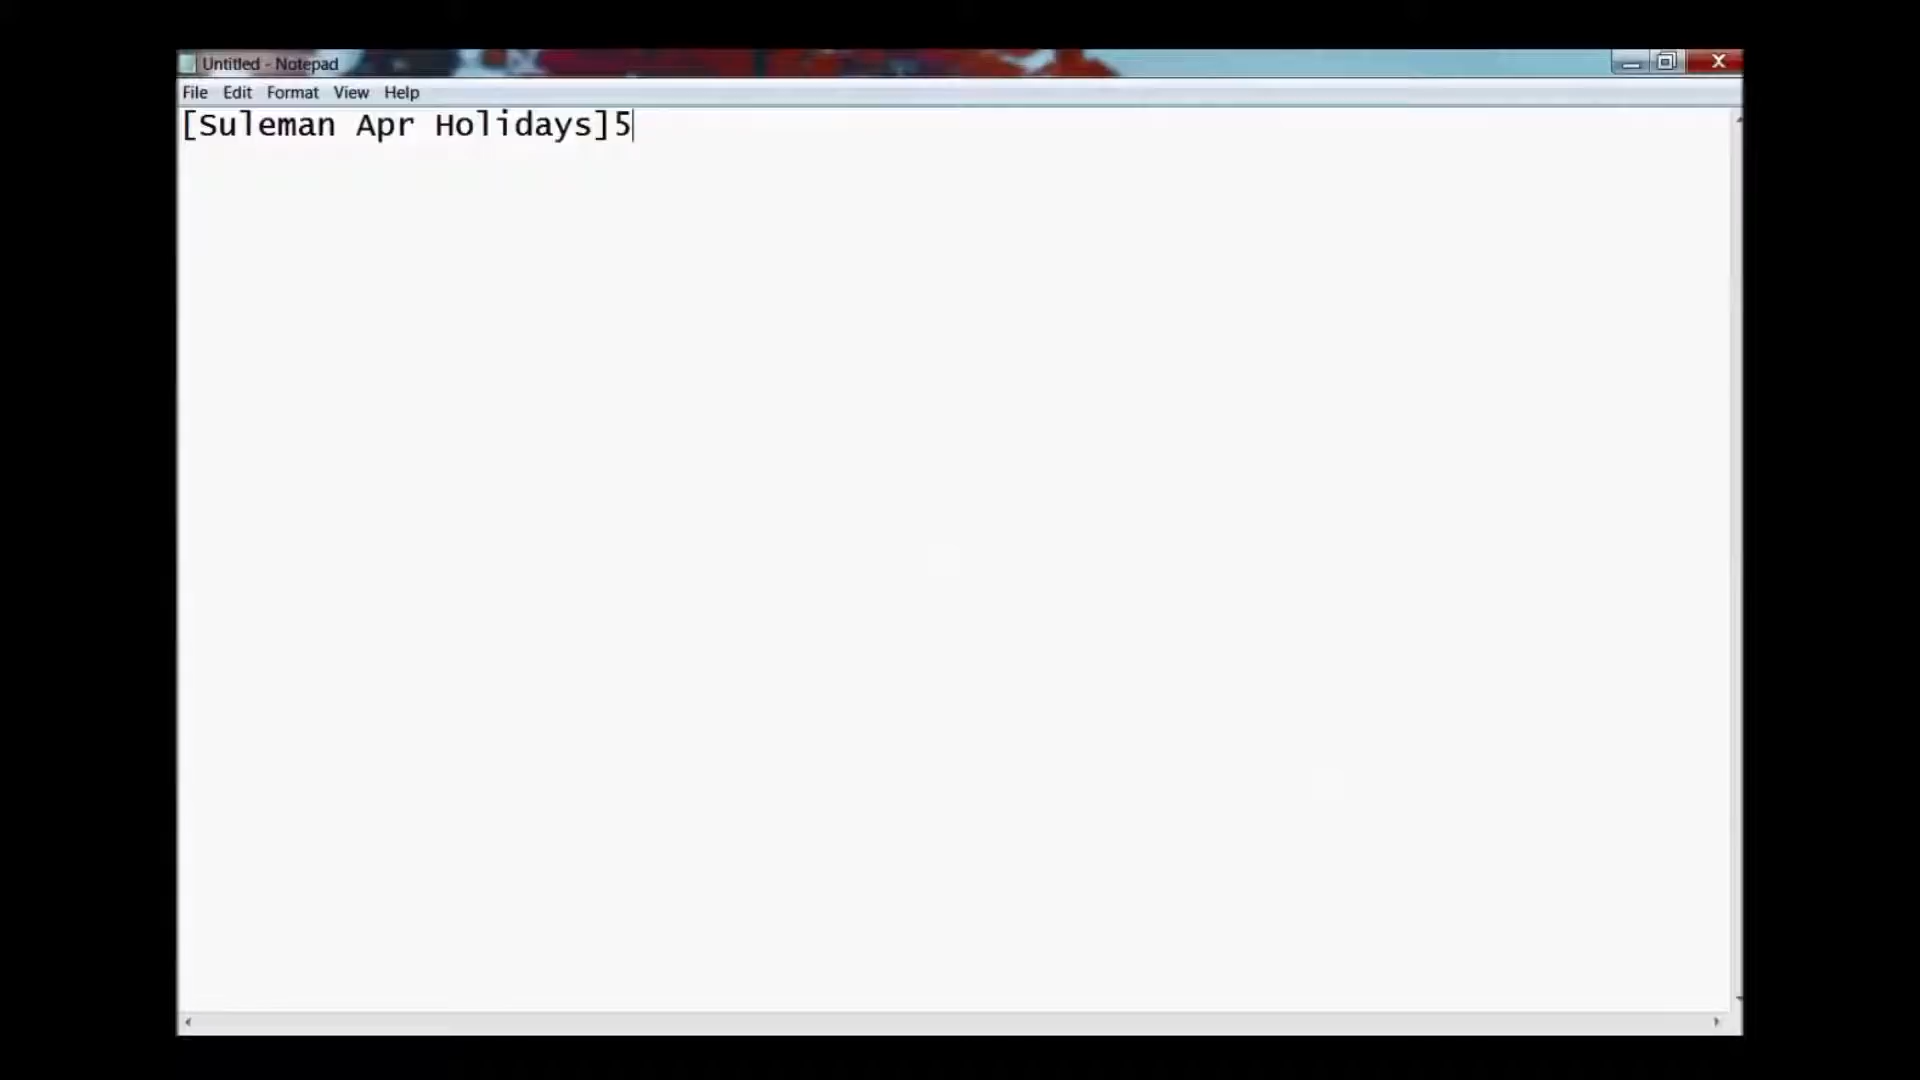 Untitled - Notepad
File Edit Format View Help
[Suleman Apr Holidays]5